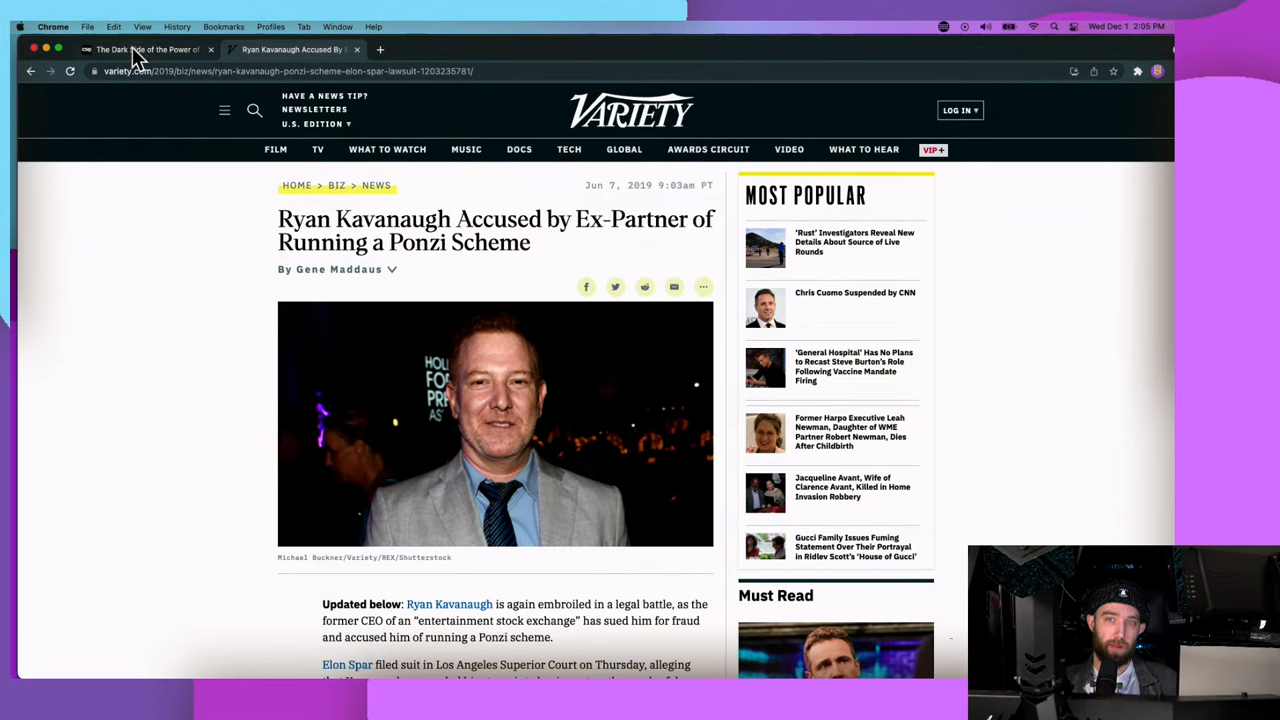 Chrome File Edit View History Bookmarks Profiles Tab Window Help Wed Dec 1 2:05 PM
The Dark Side of the Power of
Ryan Kavanaugh Accused By E
variety.com/2019/biz/news/ryan-kavanaugh-ponzi-scheme-elon-spar-lawsuit-1203235781/
HAVE A NEWS TIP?
NEWSLETTERS
U.S. EDITION ▾
VARIETY
LOG IN ▾
FILM TV WHAT TO WATCH MUSIC DOCS TECH GLOBAL AWARDS CIRCUIT VIDEO WHAT TO HEAR VIP+
HOME > BIZ > NEWS
Jun 7, 2019 9:03am PT
Ryan Kavanaugh Accused by Ex-Partner of
Running a Ponzi Scheme
By Gene Maddaus
HOL
FOR
PRE
AS
Michael Buckner/Variety/REX/Shutterstock
Updated below: Ryan Kavanaugh is again embroiled in a legal battle, as the
former CEO of an “entertainment stock exchange” has sued him for fraud
and accused him of running a Ponzi scheme.
Elon Spar filed suit in Los Angeles Superior Court on Thursday, alleging
MOST POPULAR
‘Rust’ Investigators Reveal New
Details About Source of Live
Rounds
Chris Cuomo Suspended by CNN
‘General Hospital’ Has No Plans
to Recast Steve Burton’s Role
Following Vaccine Mandate
Firing
Former Harpo Executive Leah
Newman, Daughter of WME
Partner Robert Newman, Dies
After Childbirth
Jacqueline Avant, Wife of
Clarence Avant, Killed in Home
Invasion Robbery
Gucci Family Issues Fuming
Statement Over Their Portrayal
in Ridley Scott’s ‘House of Gucci’
Must Read